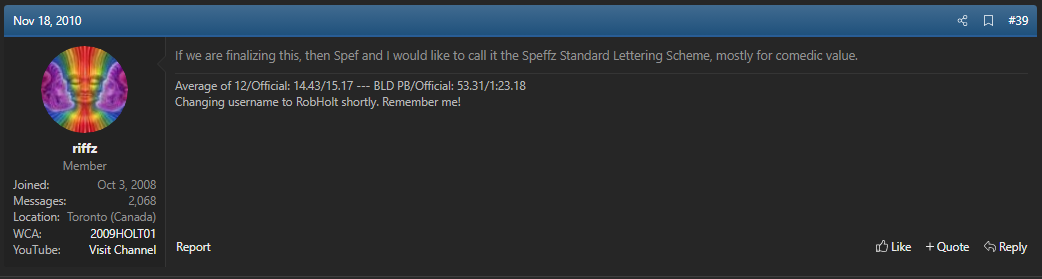 Nov 18, 2010
#39
If we are finalizing this, then Spef and I would like to call it the Speffz Standard Lettering Scheme, mostly for comedic value.
Average of 12/Official: 14.43/15.17 --- BLD PB/Official: 53.31/1:23.18
Changing username to RobHolt shortly. Remember me!
riffz
Member
Joined: Oct 3, 2008
Messages: 2,068
Location: Toronto (Canada)
WCA: 2009HOLT01
YouTube: Visit Channel
Report
Like
+ Quote
Reply